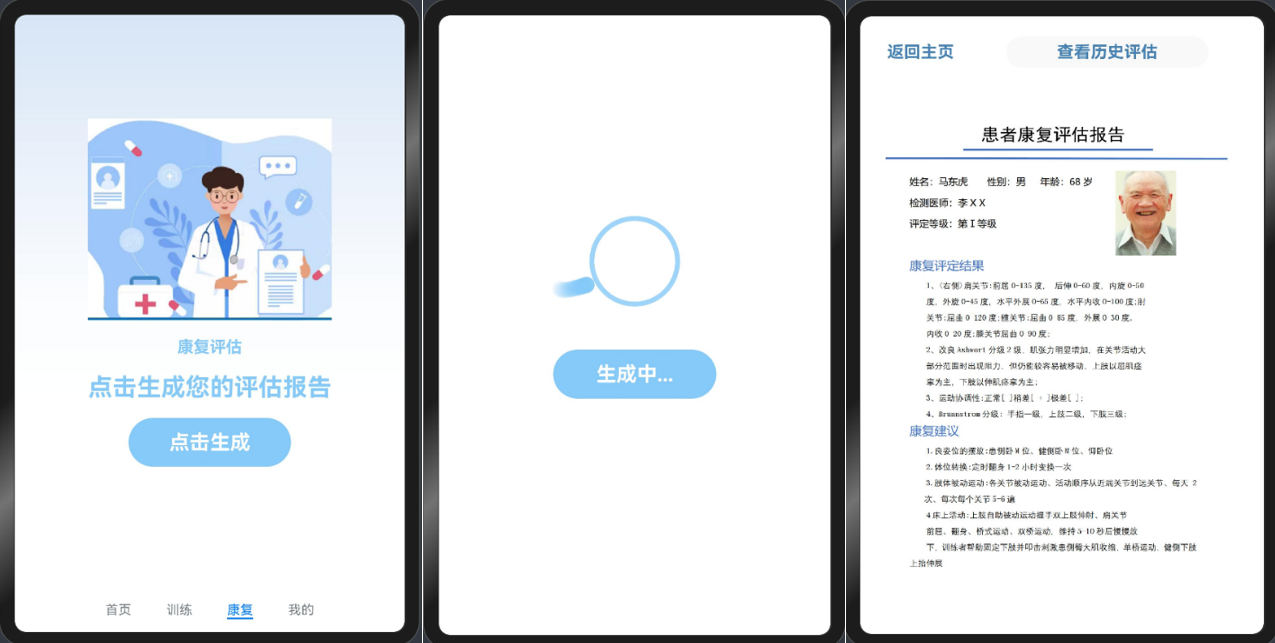 康复评估
点击生成您的评估报告
点击生成
首页 训练 康复 我的
生成中...
返回主页 查看历史评估
患者康复评估报告
姓名：马东虎 性别：男 年龄：68 岁
检测医师：李ＸＸ
评定等级：第Ⅰ等级
康复评定结果
1、(右侧)肩关节:前屈 0-135 度， 后伸 0-60 度，内旋 0-50
度，外旋 0-45 度，水平外展 0-65 度，水平内收 0-100 度;肘
关节:屈曲 0 120 度;髋关节:屈曲 0 85 度，外展 0 30 度，
内收 0 20 度;膝关节屈曲 0 90 度;
2、改良 Ashwort 分级 2 级，肌张力明显增加，在关节活动大
部分范围时出现阻力，但仍能较容易被移动，上肢以屈肌痉
挛为主，下肢以伸肌痉挛为主;
3、运动协调性:正常[ ]稍差[ ]极差[ ];
4、Brunnstrom 分级：手指一级，上肢二级，下肢三级;
康复建议
1.良姿位的摆放:患侧卧 M 位、健侧卧 M 位、仰卧位
2.体位转换:定时翻身 1-2 小时变换一次
3.肢体被动运动:各关节被动运动、活动顺序从近端关节到远关节、每天 2
次、每次每个关节 5-6 遍
4.床上活动:上肢自助被动运动握手双上肢伸肘、肩关节
前屈、翻身、桥式运动、双桥运动，维持 5-10 秒后慢慢放
下，训练者帮助固定下肢并叩击刺激患侧臀大肌收缩，单桥运动，健侧下肢
上抬伸展